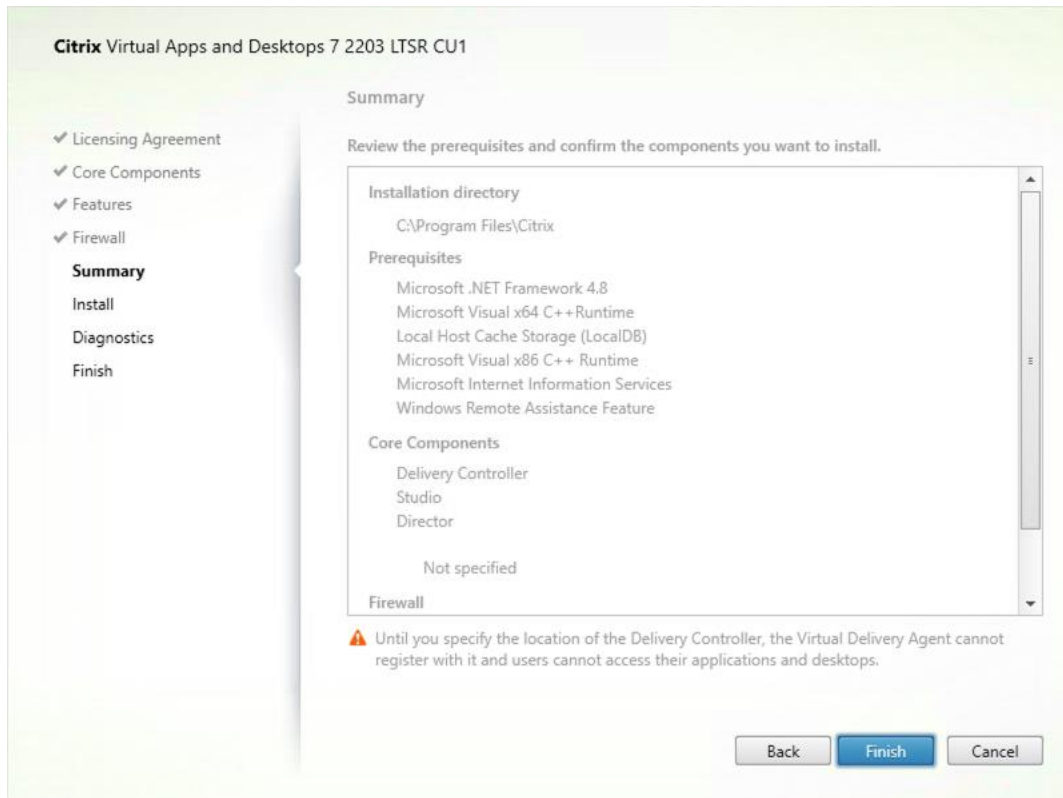 Citrix Virtual Apps and Desktops 7 2203 LTSR CU1
Summary
Licensing Agreement
Core Components
Features
Firewall
Summary
Install
Diagnostics
Finish
Review the prerequisites and confirm the components you want to install.
Installation directory
C:\Program Files\Citrix
Prerequisites
Microsoft .NET Framework 4.8
Microsoft Visual x64 C++Runtime
Local Host Cache Storage (LocalDB)
Microsoft Visual x86 C++ Runtime
Microsoft Internet Information Services
Windows Remote Assistance Feature
Core Components
Delivery Controller
Studio
Director
Not specified
Firewall
Until you specify the location of the Delivery Controller, the Virtual Delivery Agent cannot
register with it and users cannot access their applications and desktops.
Back
Finish
Cancel